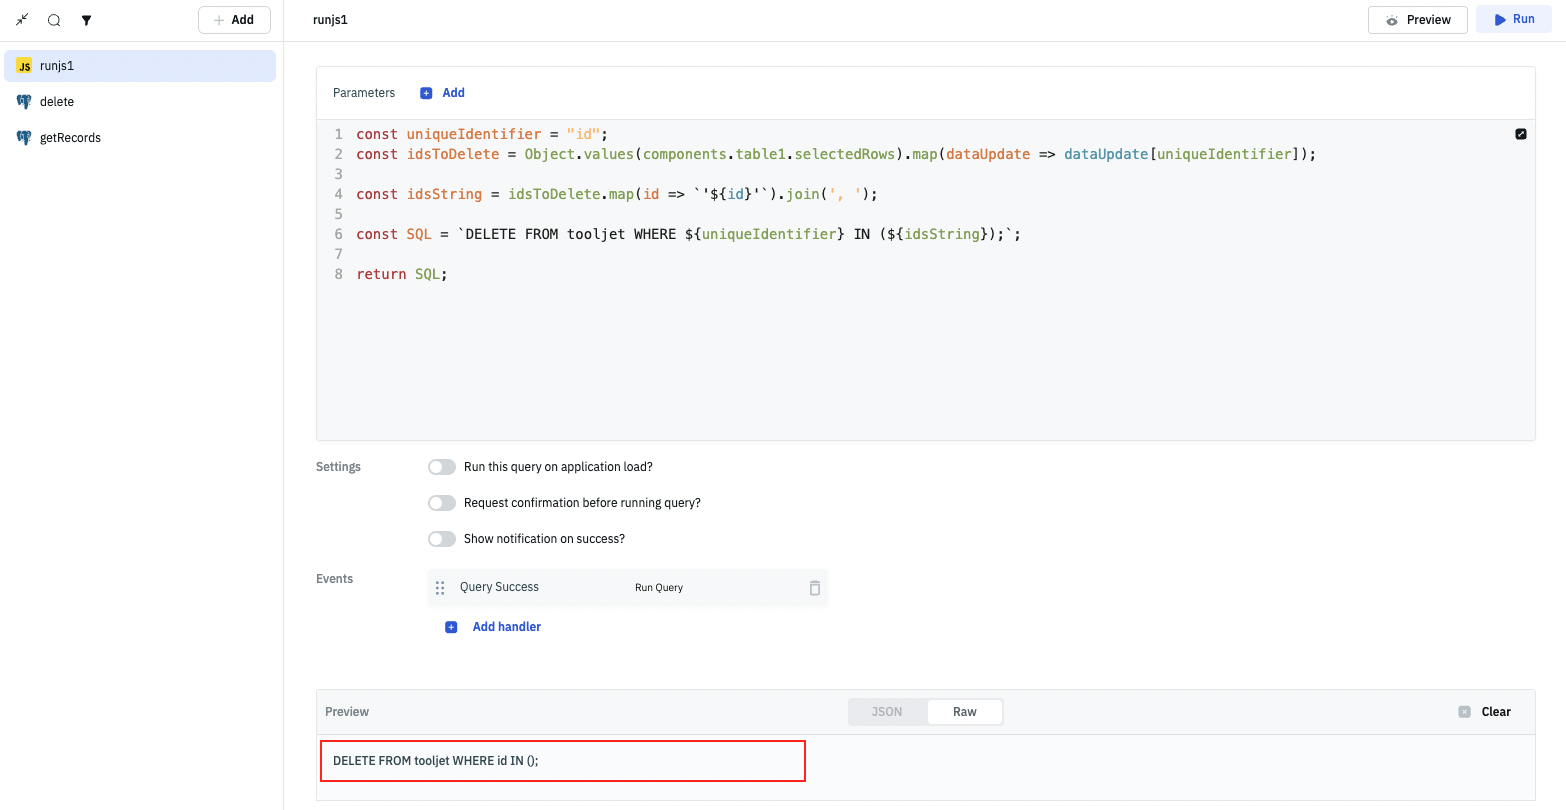 Add
runjs1
Preview
Run
JS runjs1
delete
getRecords
Parameters
Add
1 const uniqueIdentifier = "id";
2 const idsToDelete = Object.values(components.table1.selectedRows).map(dataUpdate => dataUpdate[uniqueIdentifier]);
3
4 const idsString = idsToDelete.map(id => `'${id}'`).join(', ');
5
6 const SQL = `DELETE FROM tooljet WHERE ${uniqueIdentifier} IN (${idsString});`;
7
8 return SQL;
Settings
Run this query on application load?
Request confirmation before running query?
Show notification on success?
Events
Query Success
Run Query
Add handler
Preview
JSON
Raw
Clear
DELETE FROM tooljet WHERE id IN ();